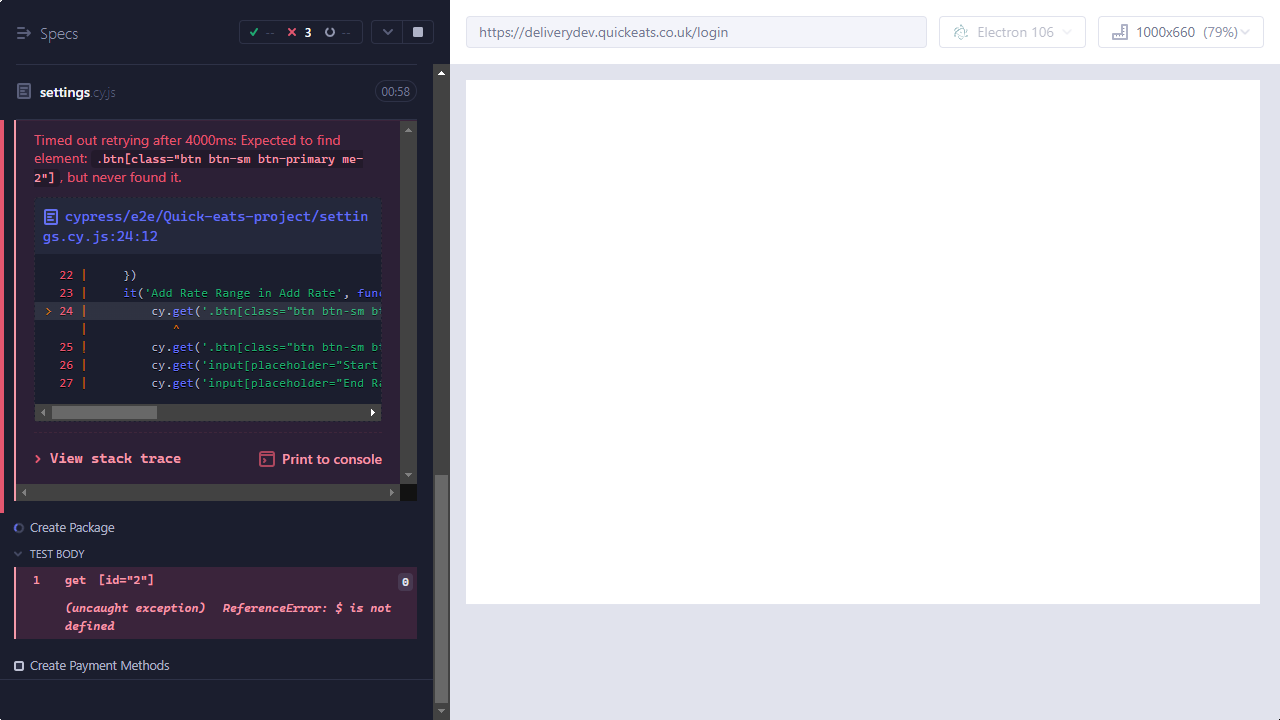 Specs
-- 3 --
settings.cy.js
00:58
Timed out retrying after 4000ms: Expected to find
element: .btn[class="btn btn-sm btn-primary me-
2"], but never found it.
cypress/e2e/Quick-eats-project/settin
gs.cy.js:24:12
22 | })
23 | it('Add Rate Range in Add Rate', func
> 24 | cy.get('.btn[class="btn btn-sm bt
| ^
25 | cy.get('.btn[class="btn btn-sm bt
26 | cy.get('input[placeholder="Start
27 | cy.get('input[placeholder="End Ra
> View stack trace
Print to console
Create Package
TEST BODY
1 get [id="2"] 0
(uncaught exception) ReferenceError: $ is not
defined
Create Payment Methods
https://deliverydev.quickeats.co.uk/login
Electron 106
1000x660 (79%)